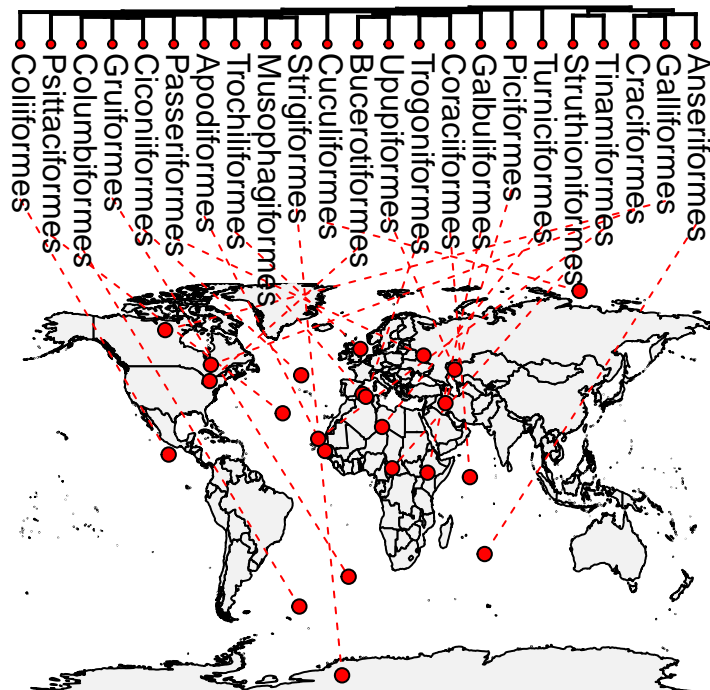 Coliiformes
Psittaciformes
Columbiformes
Gruiformes
Ciconiiformes
Passeriformes
Apodiformes
Trochiliformes
Musophagiformes
Strigiformes
Cuculiformes
Bucerotiformes
Upupiformes
Trogoniformes
Coraciiformes
Galbuliformes
Piciformes
Turniciformes
Struthioniformes
Tinamiformes
Craciformes
Galliformes
Anseriformes